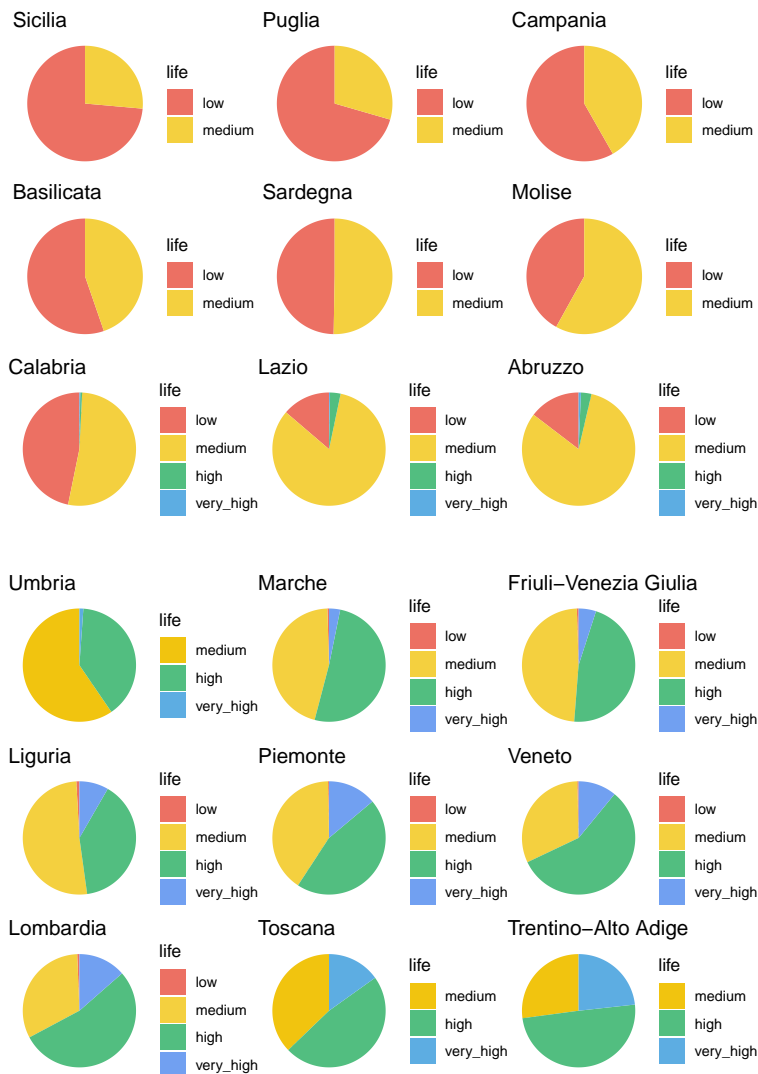 Sicilia
life
low
medium
Puglia
life
low
medium
Campania
life
low
medium
Basilicata
life
low
medium
Sardegna
life
low
medium
Molise
life
low
medium
Calabria
life
low
medium
high
very_high
Lazio
life
low
medium
high
very_high
Abruzzo
life
low
medium
high
very_high
Umbria
life
medium
high
very_high
Marche
life
low
medium
high
very_high
Friuli−Venezia Giulia
life
low
medium
high
very_high
Liguria
life
low
medium
high
very_high
Piemonte
life
low
medium
high
very_high
Veneto
life
low
medium
high
very_high
Lombardia
life
low
medium
high
very_high
Toscana
life
medium
high
very_high
Trentino−Alto Adige
life
medium
high
very_high